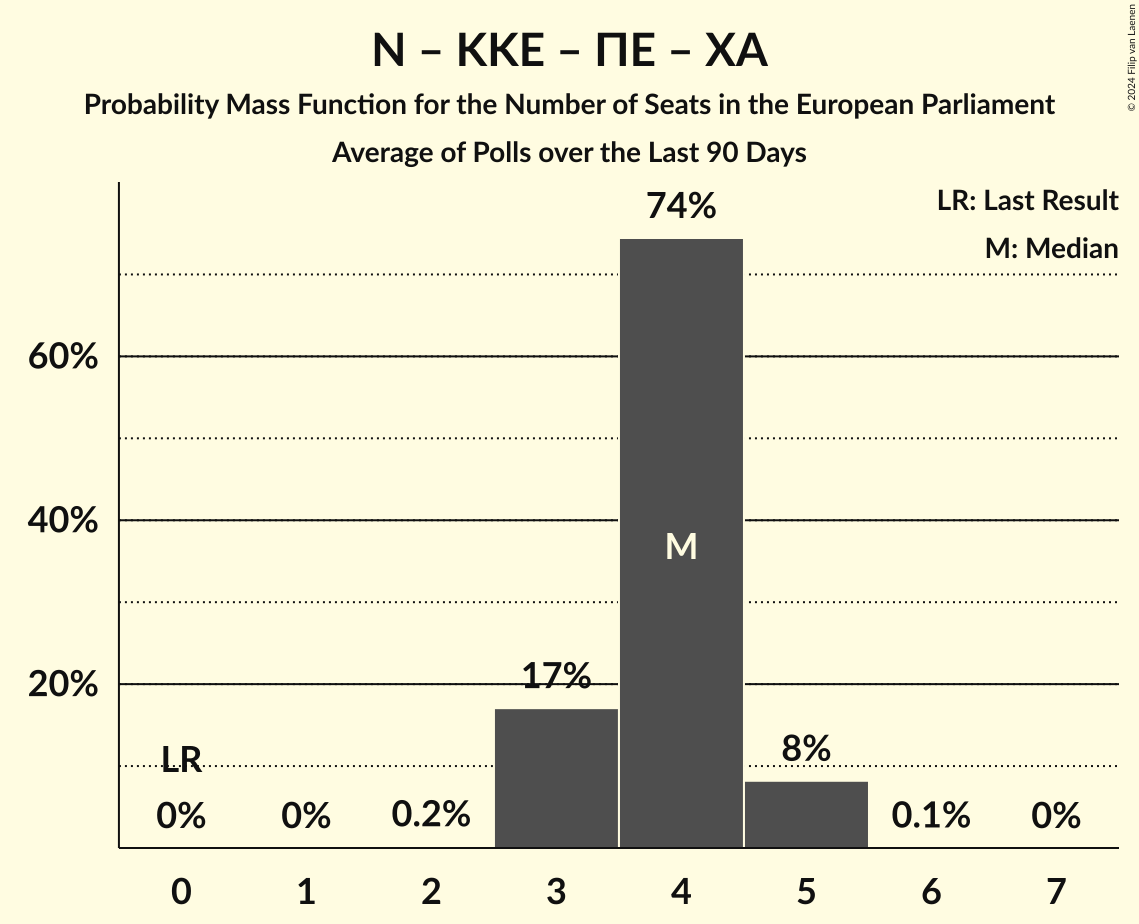 Ν – ΚΚΕ – ΠΕ – ΧΑ
Probability Mass Function for the Number of Seats in the European Parliament
Average of Polls over the Last 90 Days
© 2024 Filip van Laenen
LR: Last Result
M: Median
74%
60%
40%
20%
M
17%
8%
LR
0%
0%
0.2%
0.1%
0%
0 1 2 3 4 5 6 7